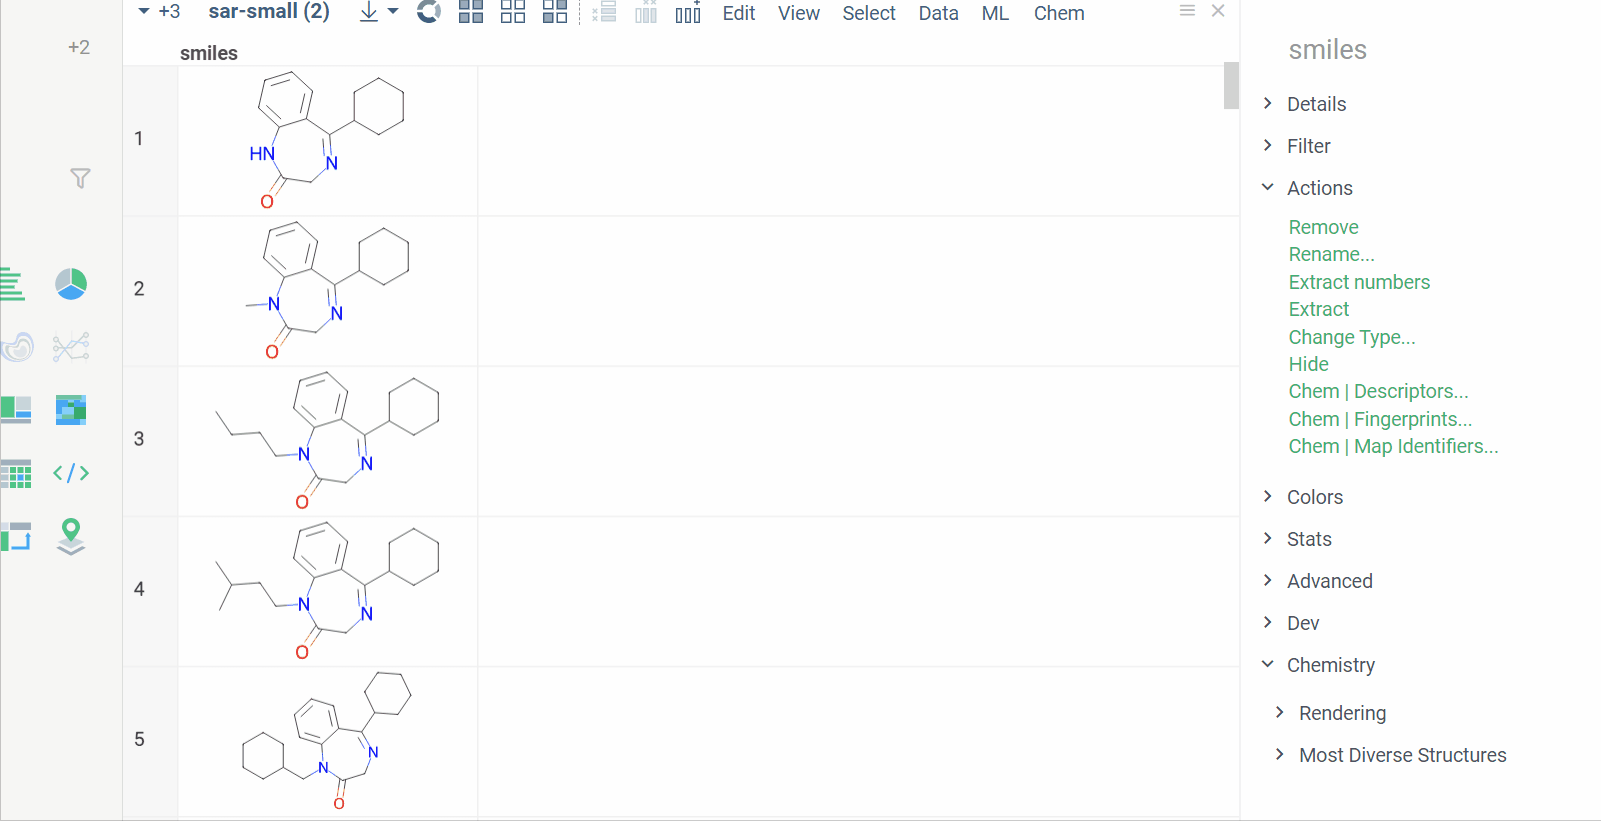 +3 sar-small (2) Edit View Select Data ML Chem
+2
smiles
1
HN
N
O
2
N
N
O
3
N
N
O
4
N
N
O
5
N
N
O
smiles
Details
Filter
Actions
Remove
Rename...
Extract numbers
Extract
Change Type...
Hide
Chem | Descriptors...
Chem | Fingerprints...
Chem | Map Identifiers...
Colors
Stats
Advanced
Dev
Chemistry
Rendering
Most Diverse Structures